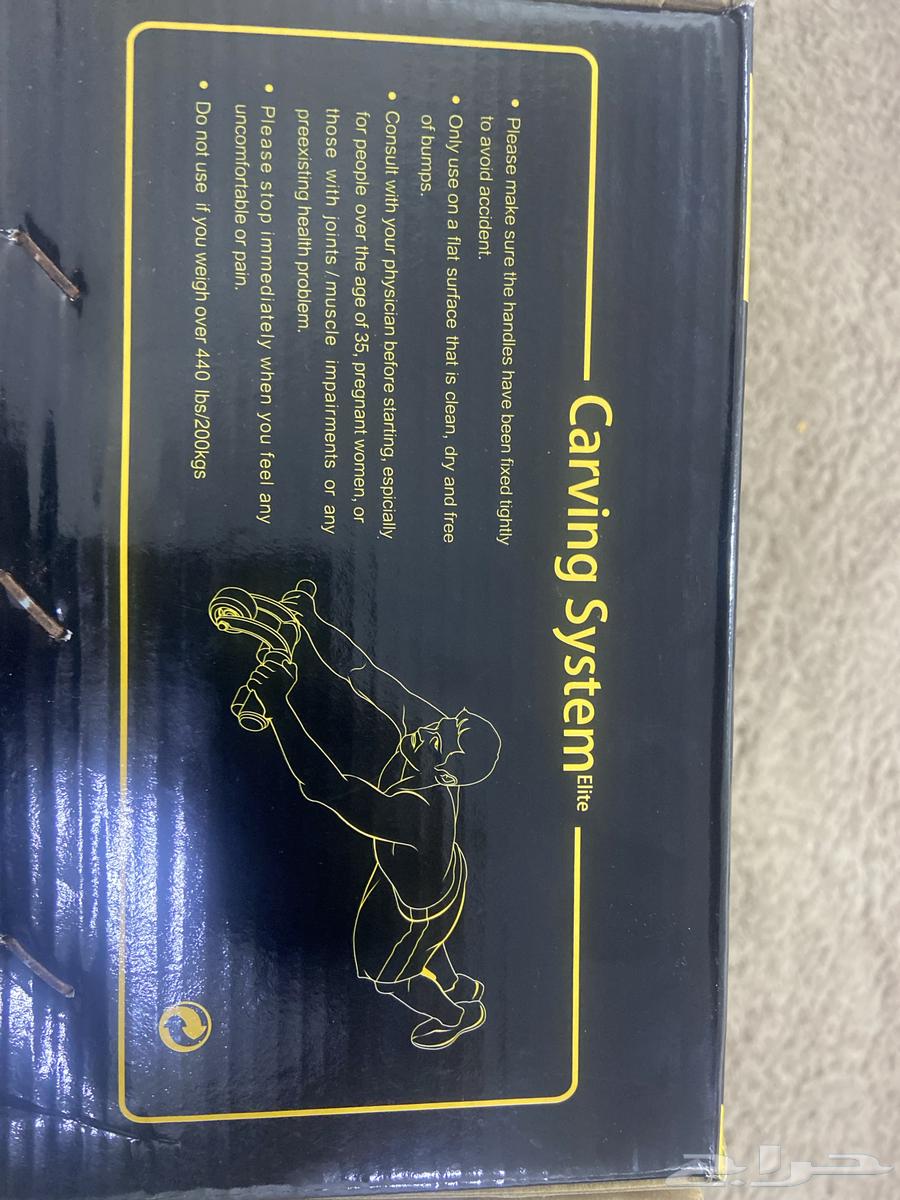 Carving System Elite
• Please make sure the handles have been fixed tightly
to avoid accident.
• Only use on a flat surface that is clean, dry and free
of bumps.
• Consult with your physician before starting, espicially
for people over the age of 35, pregnant women, or
those with joints/muscle impairments or any
preexisting health problem.
• Please stop immediately when you feel any
uncomfortable or pain.
• Do not use if you weigh over 440 lbs/200kgs
حراج